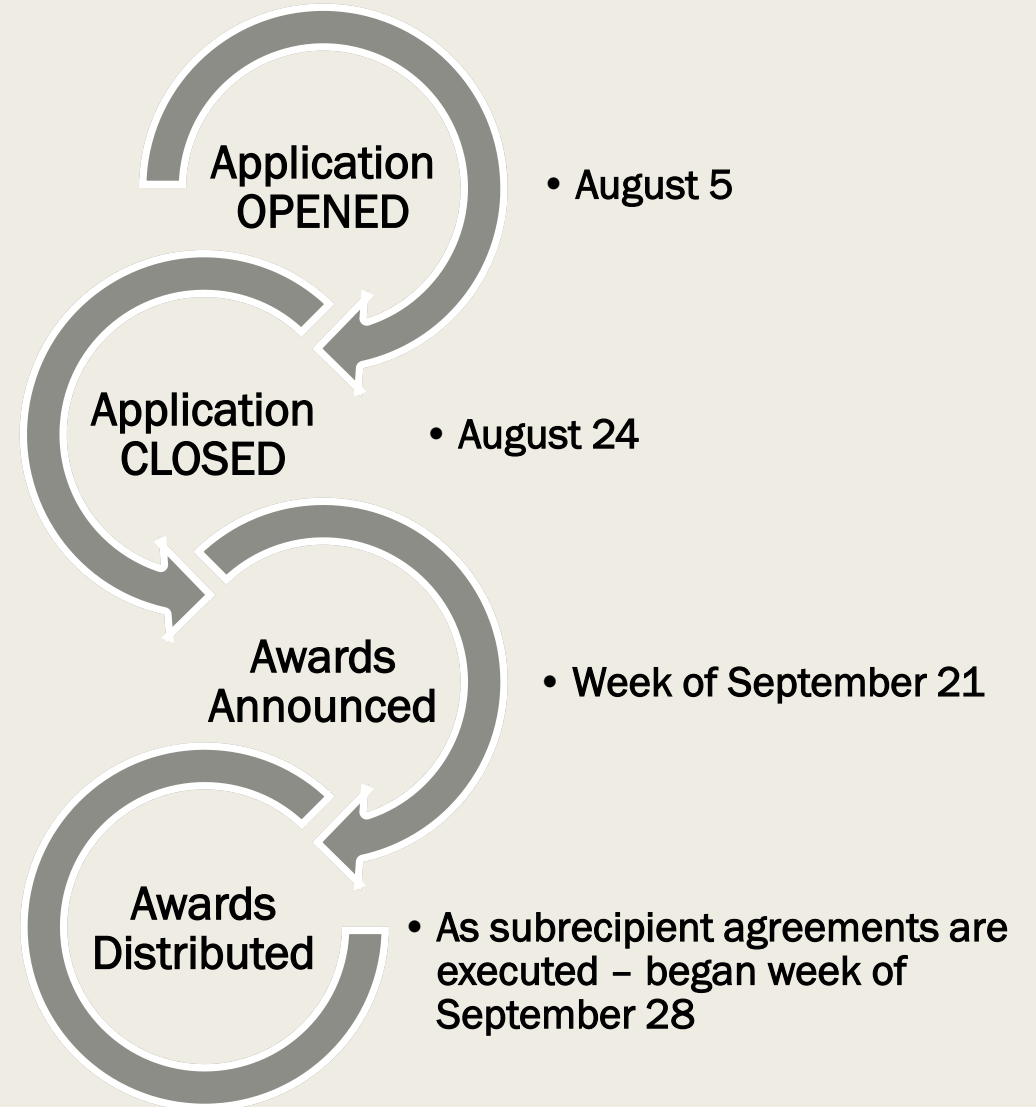 Application
OPENED
• August 5
Application
CLOSED
• August 24
Awards
Announced
• Week of September 21
Awards
Distributed
• As subrecipient agreements are
executed – began week of
September 28